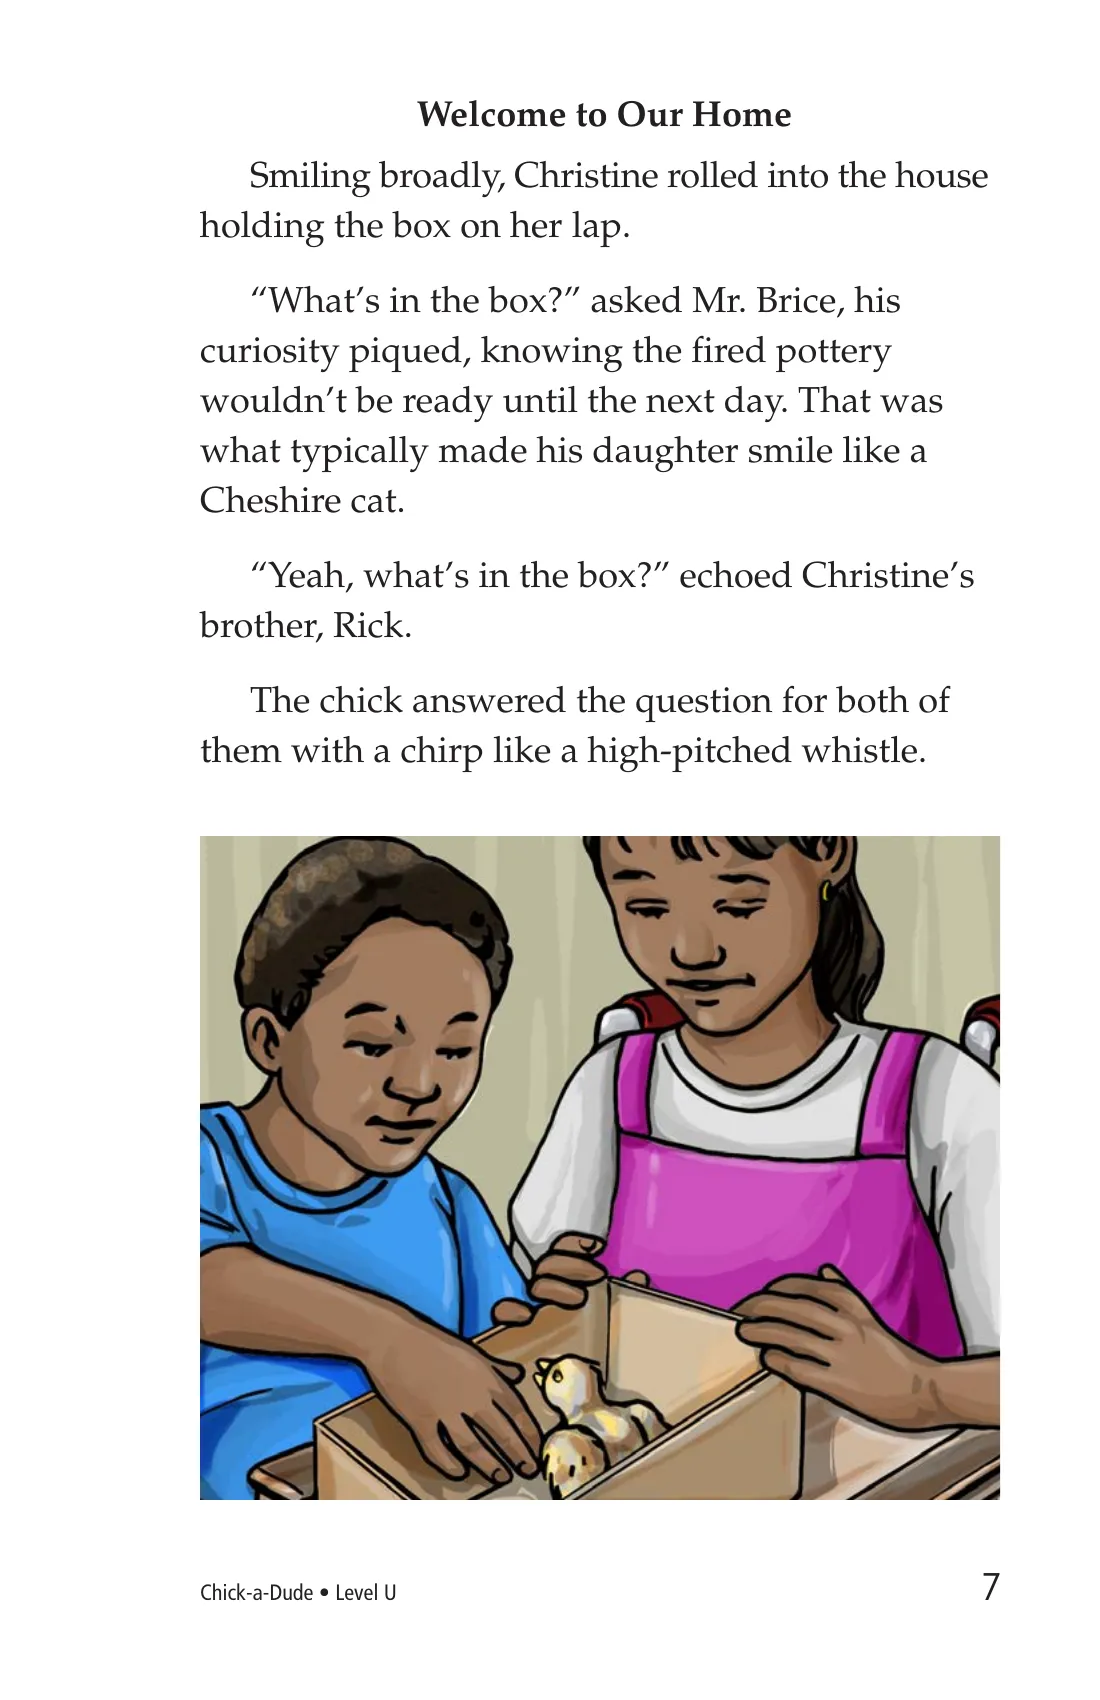 Welcome to Our Home
Smiling broadly, Christine rolled into the house
holding the box on her lap.
“What’s in the box?” asked Mr. Brice, his
curiosity piqued, knowing the fired pottery
wouldn’t be ready until the next day. That was
what typically made his daughter smile like a
Cheshire cat.
“Yeah, what’s in the box?” echoed Christine’s
brother, Rick.
The chick answered the question for both of
them with a chirp like a high-pitched whistle.
Chick-a-Dude • Level U
7